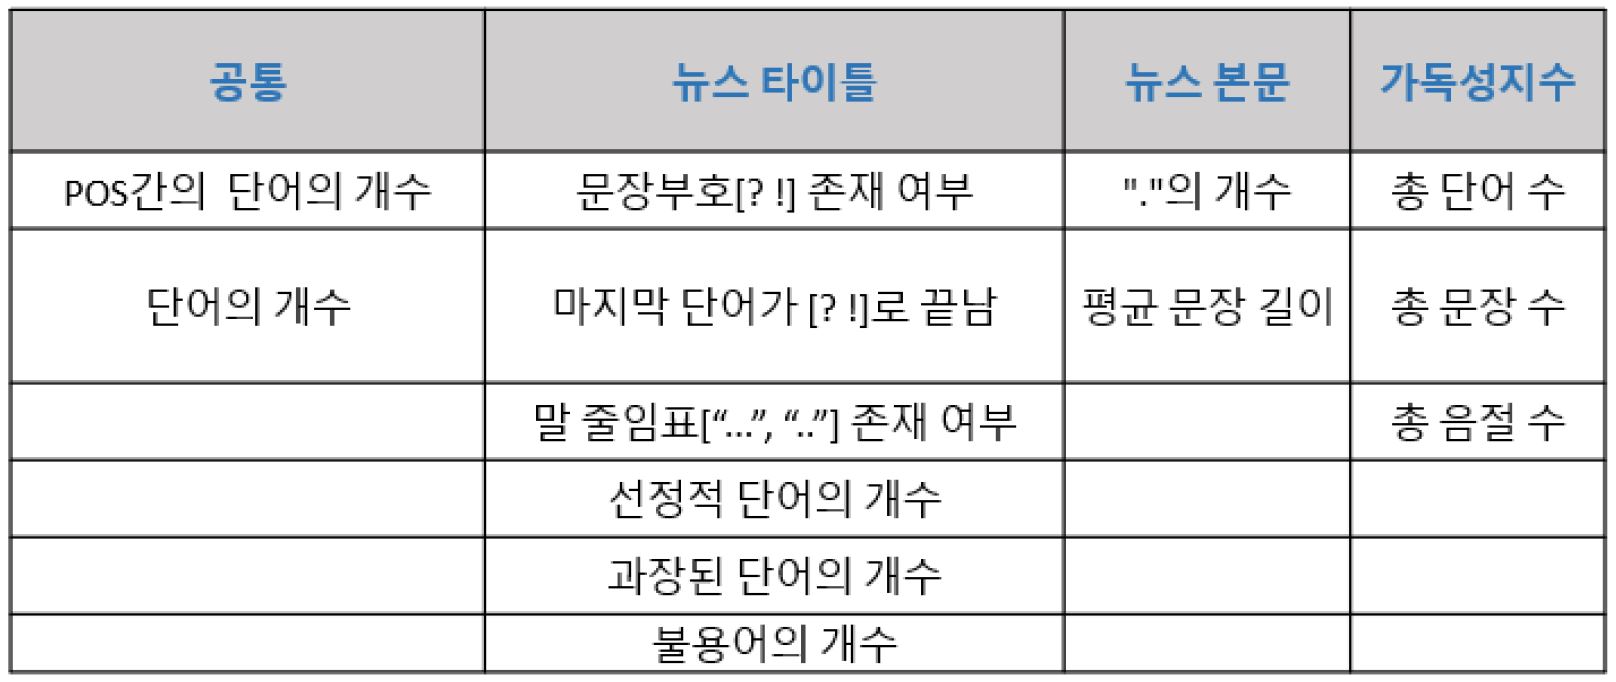 공통 뉴스 타이틀 뉴스 본문 가독성지수
POS간의 단어의 개수 문장부호[? !] 존재 여부 "."의 개수 총 단어 수
단어의 개수 마지막 단어가 [? !]로 끝남 평균 문장 길이 총 문장 수
말 줄임표[“...”, “..”] 존재 여부 총 음절 수
선정적 단어의 개수
과장된 단어의 개수
불용어의 개수